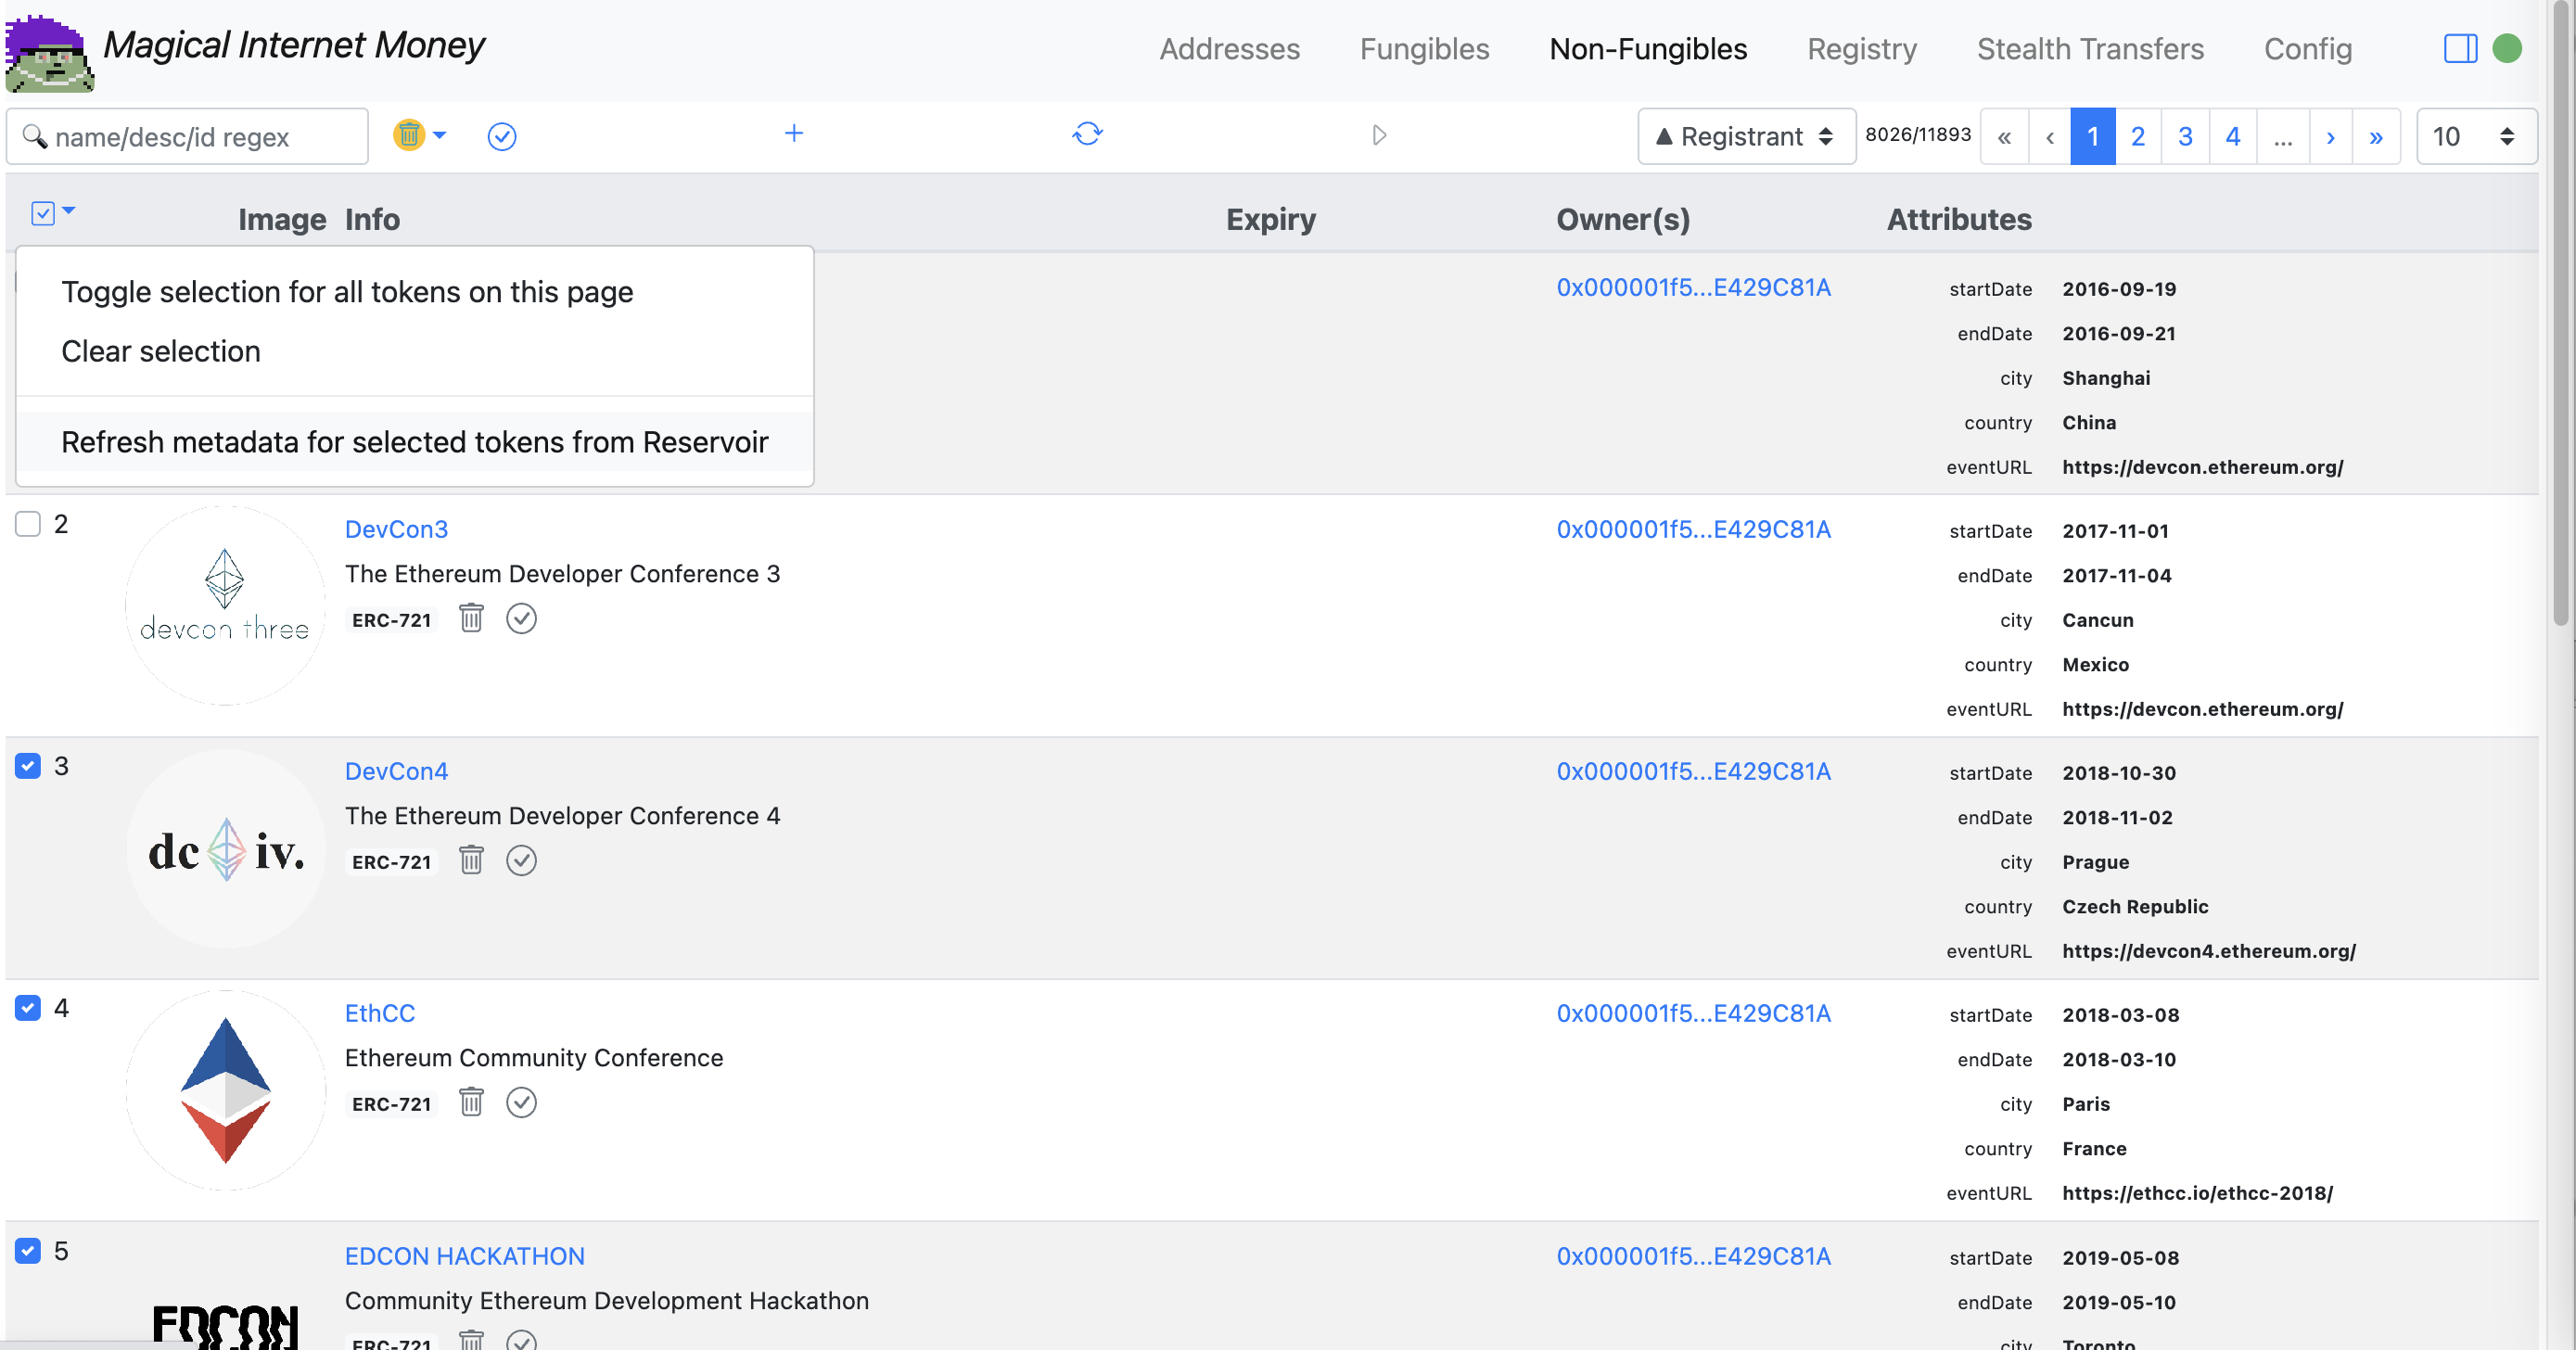 Magical Internet Money
Addresses Fungibles Non-Fungibles Registry Stealth Transfers Config
name/desc/id regex
▲ Registrant 8026/11893 « ‹ 1 2 3 4 ... › » 10
Image Info Expiry Owner(s) Attributes
Toggle selection for all tokens on this page
Clear selection
Refresh metadata for selected tokens from Reservoir
0x000001f5...E429C81A
startDate 2016-09-19
endDate 2016-09-21
city Shanghai
country China
eventURL https://devcon.ethereum.org/
2
devcon three
DevCon3
The Ethereum Developer Conference 3
ERC-721
0x000001f5...E429C81A
startDate 2017-11-01
endDate 2017-11-04
city Cancun
country Mexico
eventURL https://devcon.ethereum.org/
3
dc iv.
DevCon4
The Ethereum Developer Conference 4
ERC-721
0x000001f5...E429C81A
startDate 2018-10-30
endDate 2018-11-02
city Prague
country Czech Republic
eventURL https://devcon4.ethereum.org/
4
EthCC
Ethereum Community Conference
ERC-721
0x000001f5...E429C81A
startDate 2018-03-08
endDate 2018-03-10
city Paris
country France
eventURL https://ethcc.io/ethcc-2018/
5
EDCON
EDCON HACKATHON
Community Ethereum Development Hackathon
ERC-721
0x000001f5...E429C81A
startDate 2019-05-08
endDate 2019-05-10
city Toronto